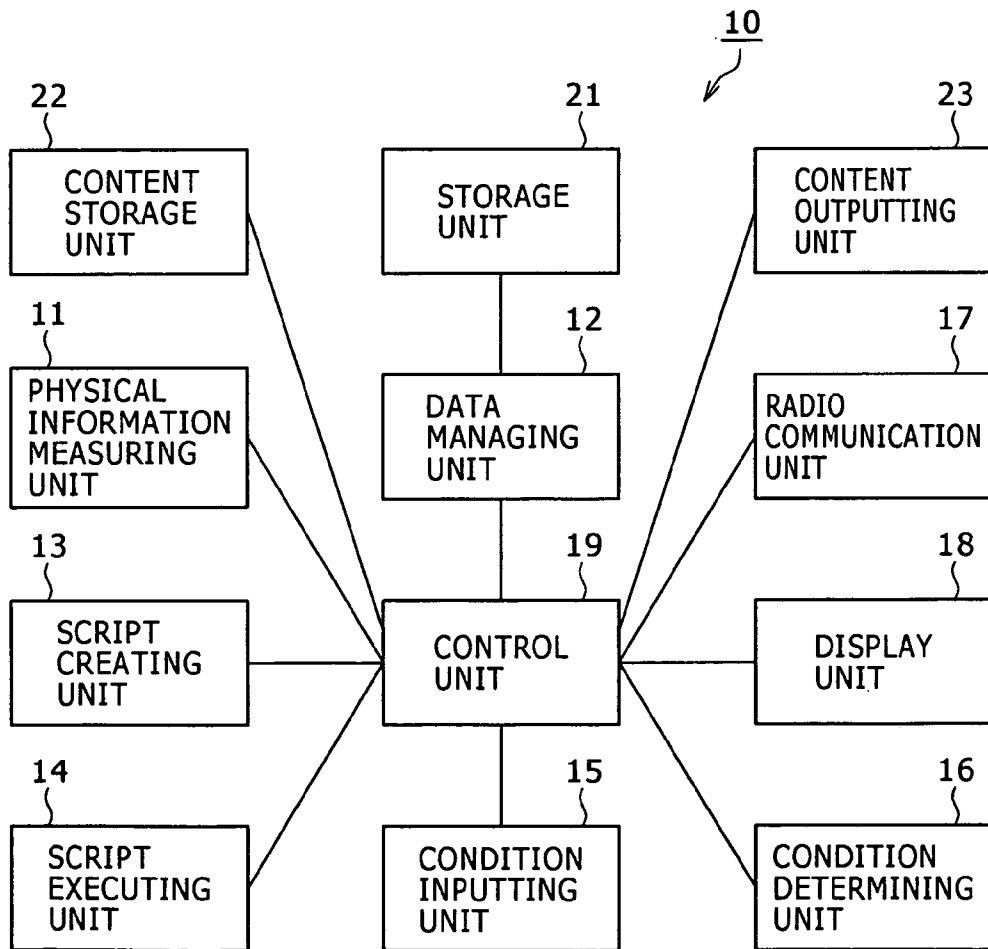 10
22
21
23
CONTENT
STORAGE
UNIT
STORAGE
UNIT
CONTENT
OUTPUTTING
UNIT
11
12
17
PHYSICAL
INFORMATION
MEASURING
UNIT
DATA
MANAGING
UNIT
RADIO
COMMUNICATION
UNIT
13
19
18
SCRIPT
CREATING
UNIT
CONTROL
UNIT
DISPLAY
UNIT
14
15
16
SCRIPT
EXECUTING
UNIT
CONDITION
INPUTTING
UNIT
CONDITION
DETERMINING
UNIT